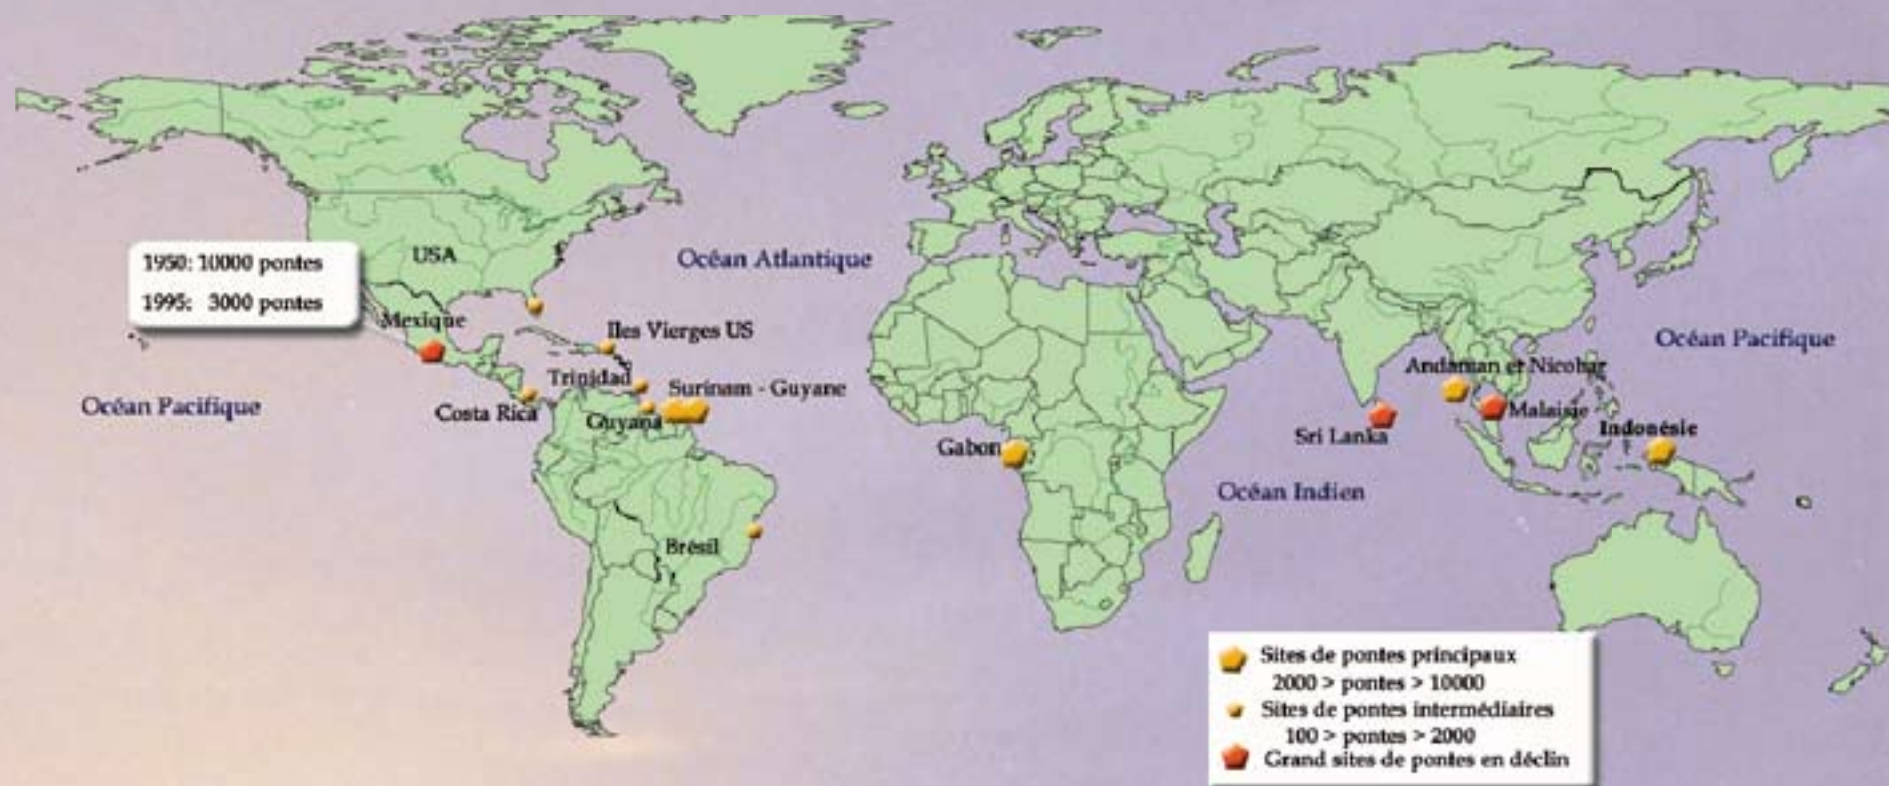 1950: 10000 pontes
1995: 3000 pontes
USA
Océan Atlantique
Mexique
Iles Vierges US
Océan Pacifique
Andaman et Nicobar
Trinidad
Surinam - Guyane
Océan Pacifique
Costa Rica
Guyana
Malaisie
Sri Lanka
Indonésie
Gabon
Océan Indien
Brésil
Sites de pontes principaux
2000 > pontes > 10000
Sites de pontes intermédiaires
100 > pontes > 2000
Grand sites de pontes en déclin